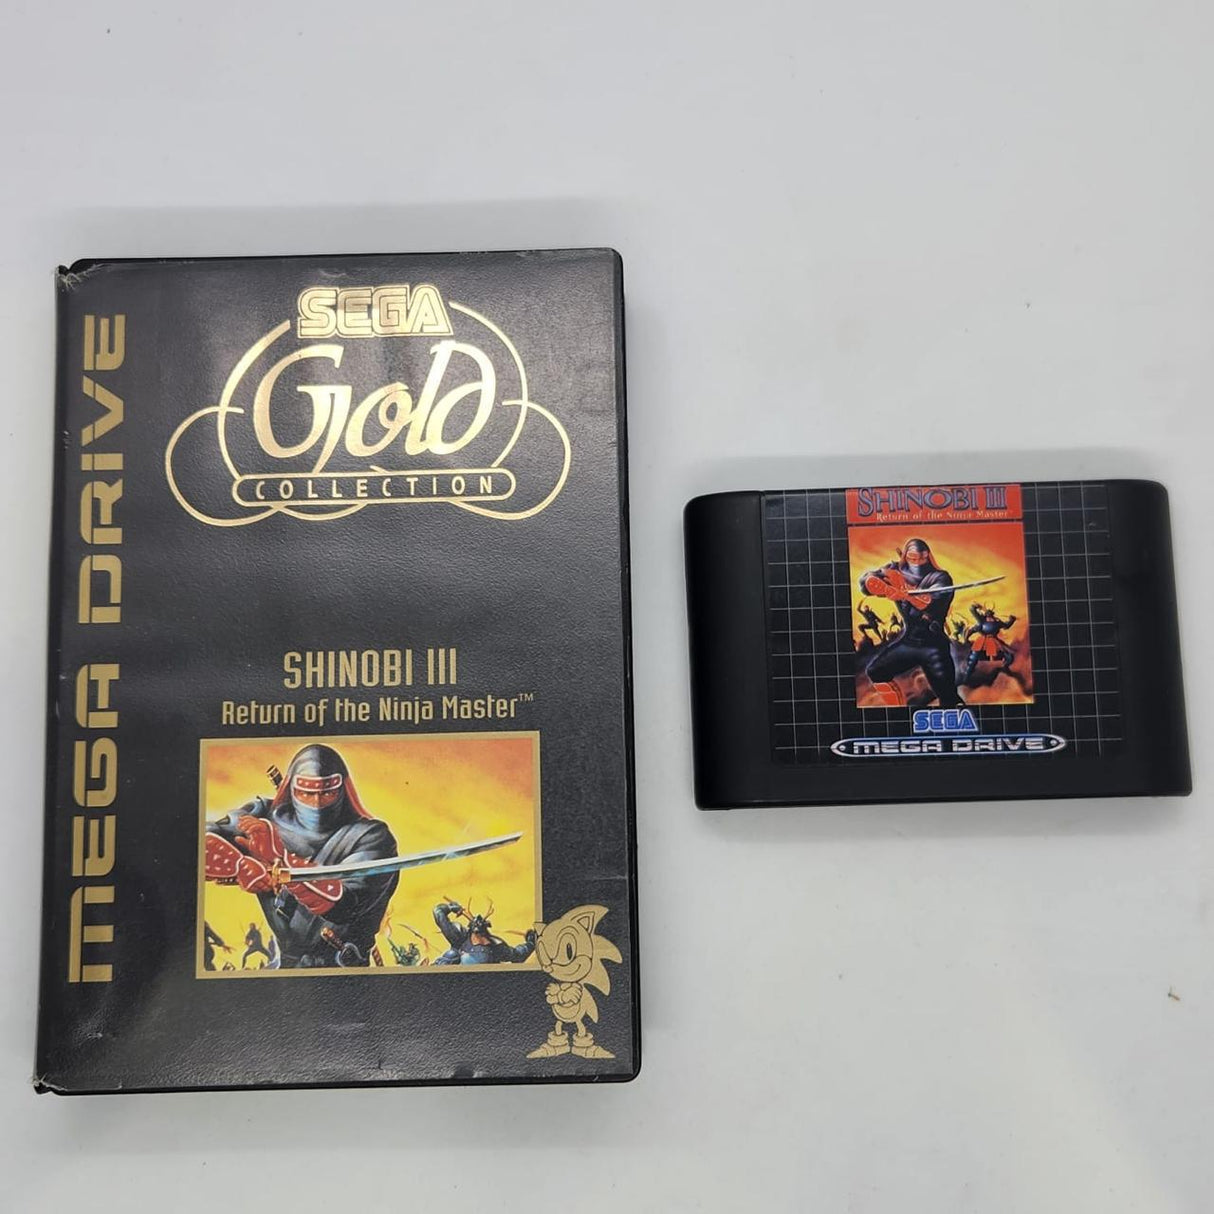 MEGA DRIVE
SEGA
Gold
COLLECTION
SHINOBI III
Return of the Ninja Master™
SHINOBI III
Return of the Ninja Master
SEGA
MEGA DRIVE